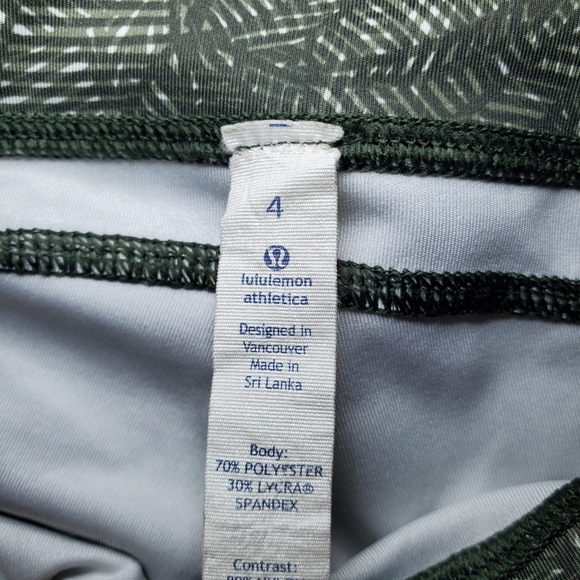 4
lululemon
athletica
Designed in
Vancouver
Made in
Sri Lanka
Body:
70% POLYESTER
30% LYCRA®
SPANDEX
Contrast: